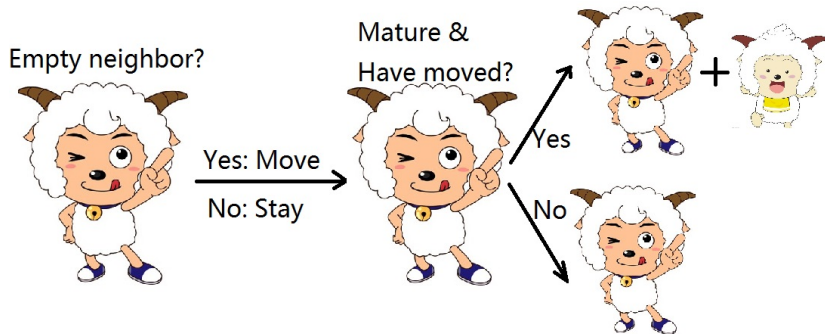 Empty neighbor?
Yes: Move
No: Stay
Mature &
Have moved?
Yes
No
+